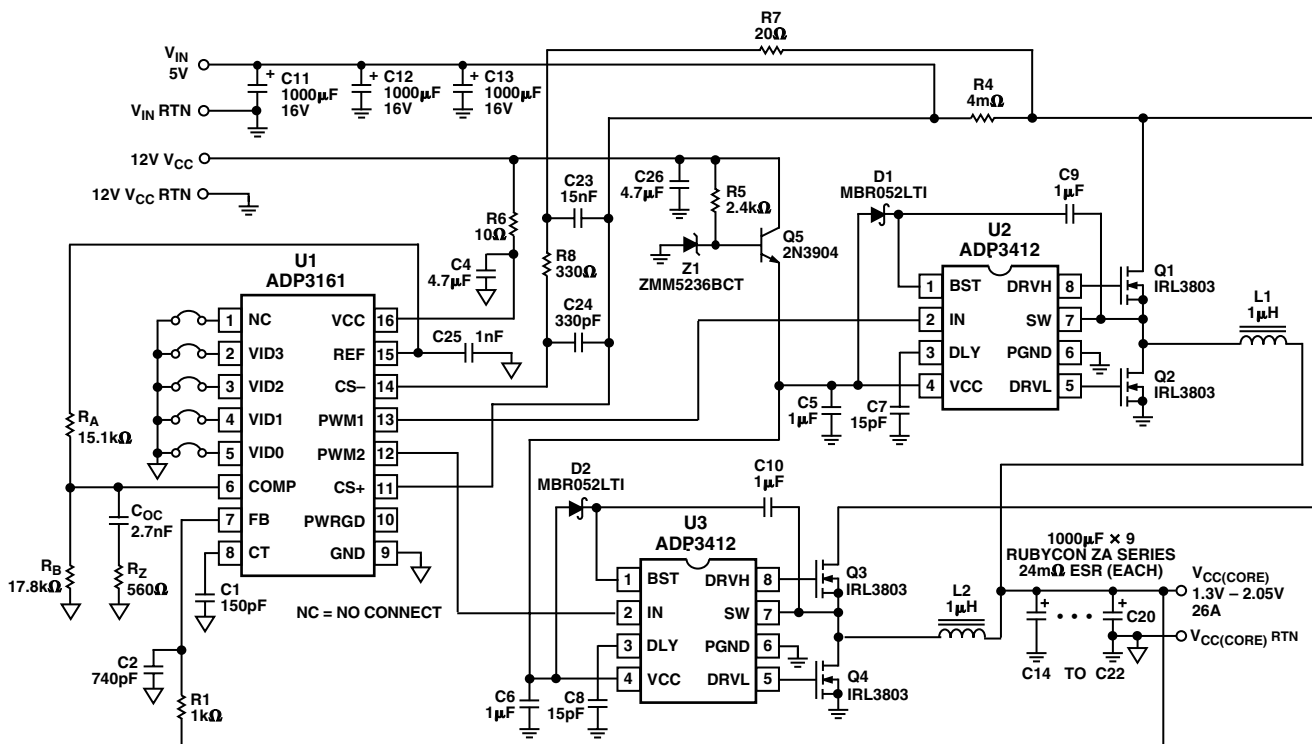 V_IN
5V
C11
1000μF
16V
C12
1000μF
16V
C13
1000μF
16V
V_IN RTN
12V V_CC
12V V_CC RTN
R7
20Ω
R4
4mΩ
C23
15nF
R6
10Ω
C4
4.7μF
R8
330Ω
C24
330pF
C26
4.7μF
R5
2.4kΩ
Z1
ZMM5236BCT
Q5
2N3904
D1
MBR052LTI
C9
1μF
U2
ADP3412
1 BST DRVH 8
2 IN SW 7
3 DLY PGND 6
4 VCC DRVL 5
Q1
IRL3803
Q2
IRL3803
L1
1μH
C5
1μF
C7
15pF
U1
ADP3161
1 NC VCC 16
2 VID3 REF 15
3 VID2 CS– 14
4 VID1 PWM1 13
5 VID0 PWM2 12
6 COMP CS+ 11
7 FB PWRGD 10
8 CT GND 9
C25 1nF
R_A
15.1kΩ
C_OC
2.7nF
R_B
17.8kΩ
R_Z
560Ω
C1
150pF
NC = NO CONNECT
C2
740pF
R1
1kΩ
D2
MBR052LTI
C10
1μF
U3
ADP3412
1 BST DRVH 8
2 IN SW 7
3 DLY PGND 6
4 VCC DRVL 5
Q3
IRL3803
Q4
IRL3803
L2
1μH
C6
1μF
C8
15pF
1000μF × 9
RUBYCON ZA SERIES
24mΩ ESR (EACH)
+
+
C20
C14 TO C22
V_CC(CORE)
1.3V – 2.05V
26A
V_CC(CORE) RTN